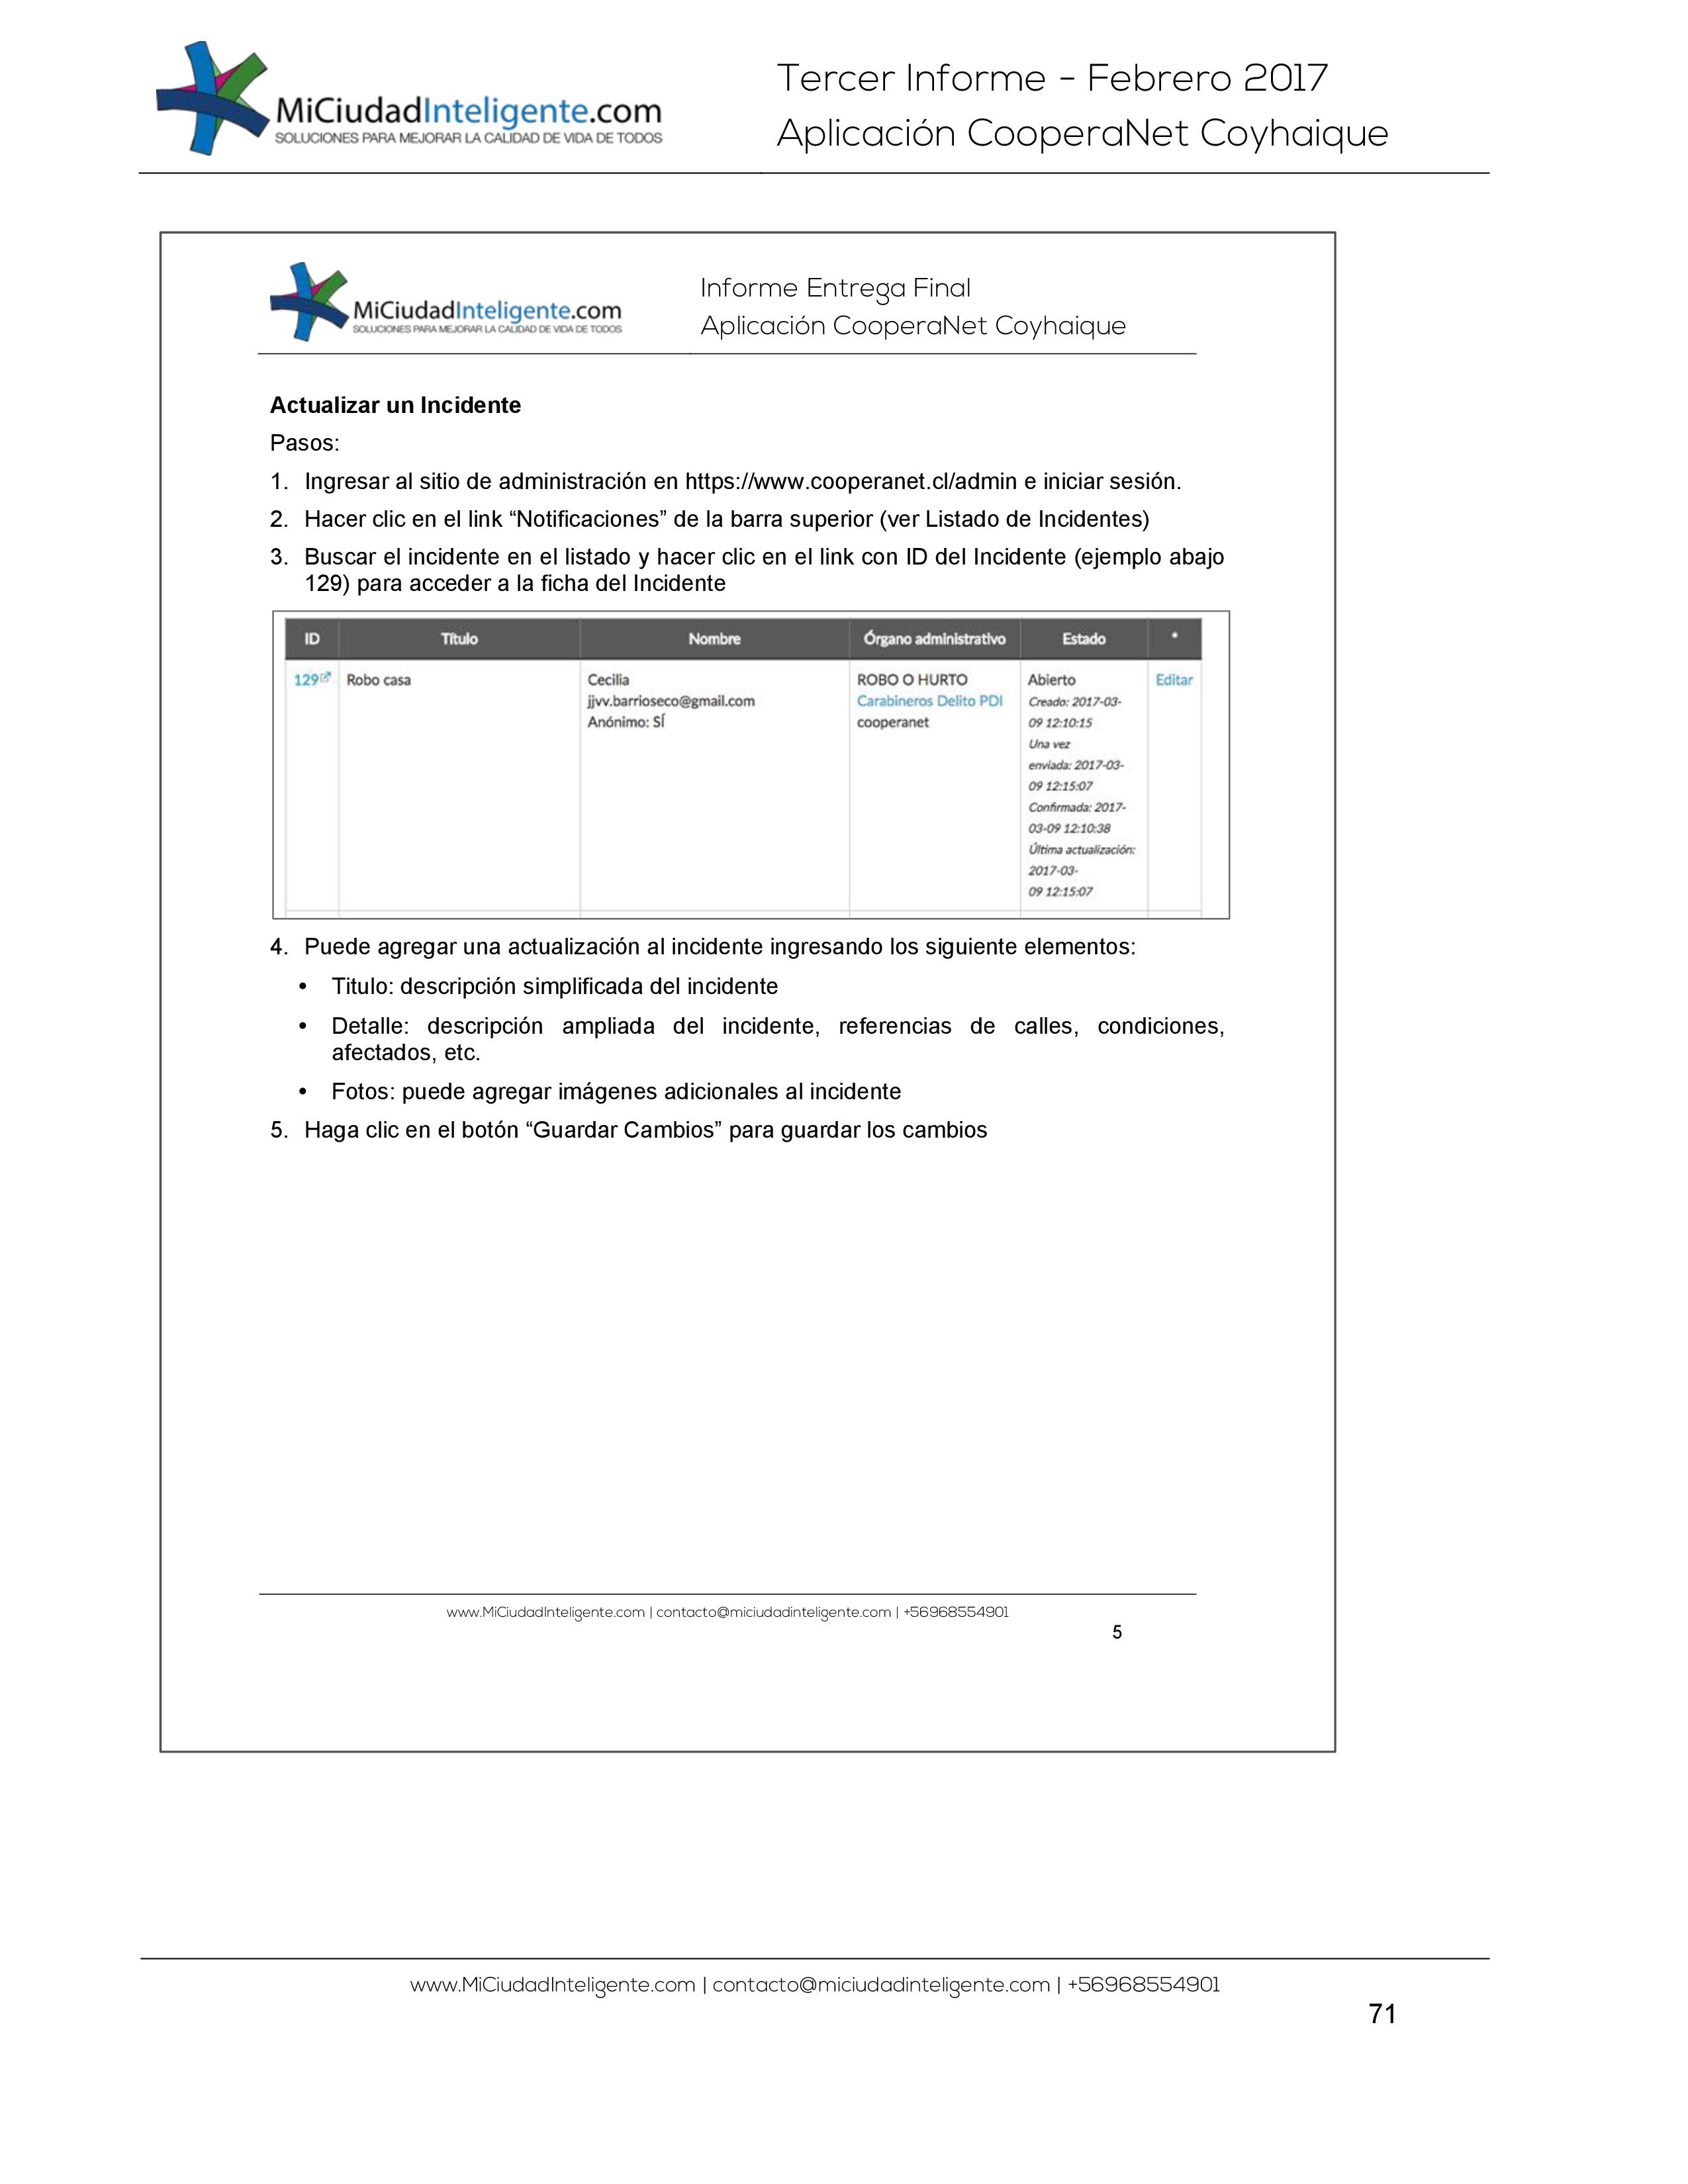 MiCiudadInteligente.com
SOLUCIONES PARA MEJORAR LA CALIDAD DE VIDA DE TODOS
Tercer Informe - Febrero 2017
Aplicación CooperaNet Coyhaique
MiCiudadInteligente.com
SOLUCIONES PARA MEJORAR LA CALIDAD DE VIDA DE TODOS
Informe Entrega Final
Aplicación CooperaNet Coyhaique
Actualizar un Incidente
Pasos:
1. Ingresar al sitio de administración en https://www.cooperanet.cl/admin e iniciar sesión.
2. Hacer clic en el link “Notificaciones” de la barra superior (ver Listado de Incidentes)
3. Buscar el incidente en el listado y hacer clic en el link con ID del Incidente (ejemplo abajo
129) para acceder a la ficha del Incidente
ID Título Nombre Órgano administrativo Estado *
129 Robo casa Cecilia ROBO O HURTO Abierto Editar
jjvv.barrioseco@gmail.com Carabineros Delito PDI Creado: 2017-03-
Anónimo: SÍ cooperanet 09 12:10:15
Una vez
enviada: 2017-03-
09 12:15:07
Confirmada: 2017-
03-09 12:10:38
Última actualización:
2017-03-
09 12:15:07
4. Puede agregar una actualización al incidente ingresando los siguiente elementos:
• Titulo: descripción simplificada del incidente
• Detalle: descripción ampliada del incidente, referencias de calles, condiciones,
afectados, etc.
• Fotos: puede agregar imágenes adicionales al incidente
5. Haga clic en el botón “Guardar Cambios” para guardar los cambios
www.MiCiudadInteligente.com | contacto@miciudadinteligente.com | +56968554901
5
www.MiCiudadInteligente.com | contacto@miciudadinteligente.com | +56968554901
71